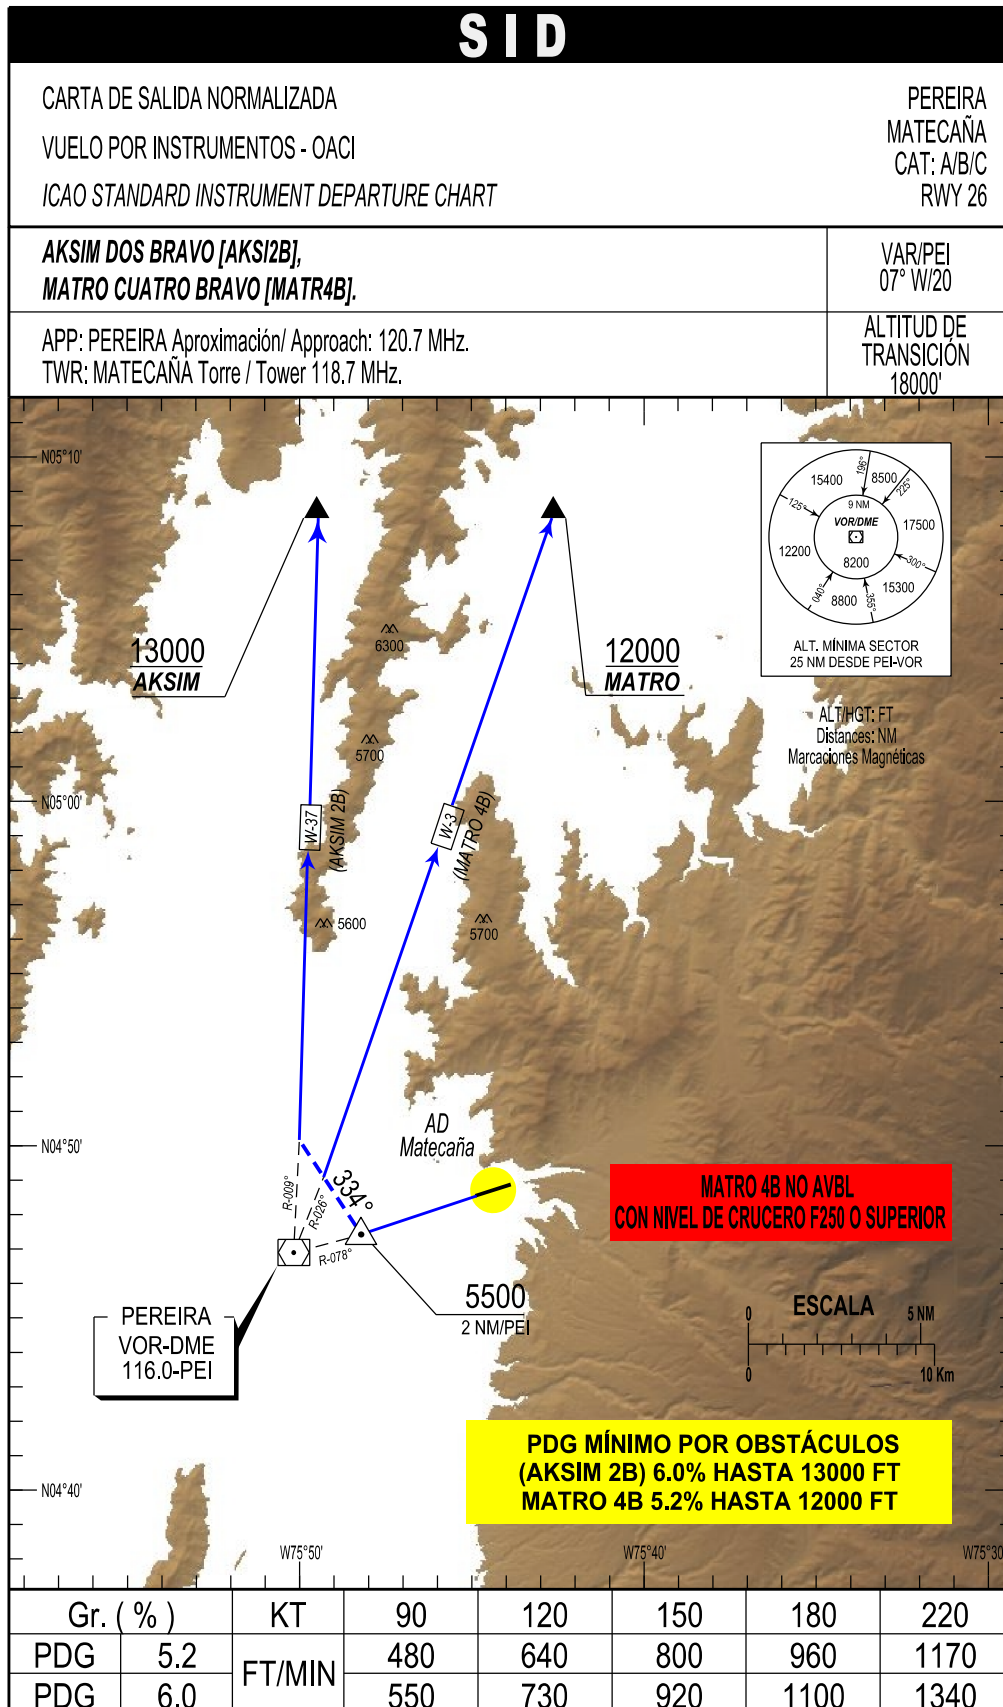 SID
CARTA DE SALIDA NORMALIZADA
VUELO POR INSTRUMENTOS - OACI
ICAO STANDARD INSTRUMENT DEPARTURE CHART
PEREIRA
MATECAÑA
CAT: A/B/C
RWY 26
AKSIM DOS BRAVO [AKSI2B],
MATRO CUATRO BRAVO [MATR4B].
VAR/PEI
07° W/20
APP: PEREIRA Aproximación/ Approach: 120.7 MHz.
TWR: MATECAÑA Torre / Tower 118.7 MHz.
ALTITUD DE
TRANSICIÓN
18000'
N05°10'
15400
196°
8500
225°
125°
9 NM
VOR/DME
17500
12200
8200
300°
15300
040°
8800
355°
ALT. MÍNIMA SECTOR
25 NM DESDE PEI-VOR
13000
AKSIM
6300
12000
MATRO
ALT/HGT: FT
Distances: NM
Marcaciones Magnéticas
5700
N05°00'
W-37
(AKSIM 2B)
W-3
(MATRO 4B)
5600
5700
AD
Matecaña
N04°50'
R-009°
R-026°
334°
R-078°
MATRO 4B NO AVBL
CON NIVEL DE CRUCERO F250 O SUPERIOR
5500
2 NM/PEI
PEREIRA
VOR-DME
116.0-PEI
0 ESCALA 5 NM
0 10 Km
PDG MÍNIMO POR OBSTÁCULOS
(AKSIM 2B) 6.0% HASTA 13000 FT
MATRO 4B 5.2% HASTA 12000 FT
N04°40'
W75°50' W75°40' W75°30'
Gr. ( % ) KT 90 120 150 180 220
PDG 5.2 FT/MIN 480 640 800 960 1170
PDG 6.0 550 730 920 1100 1340